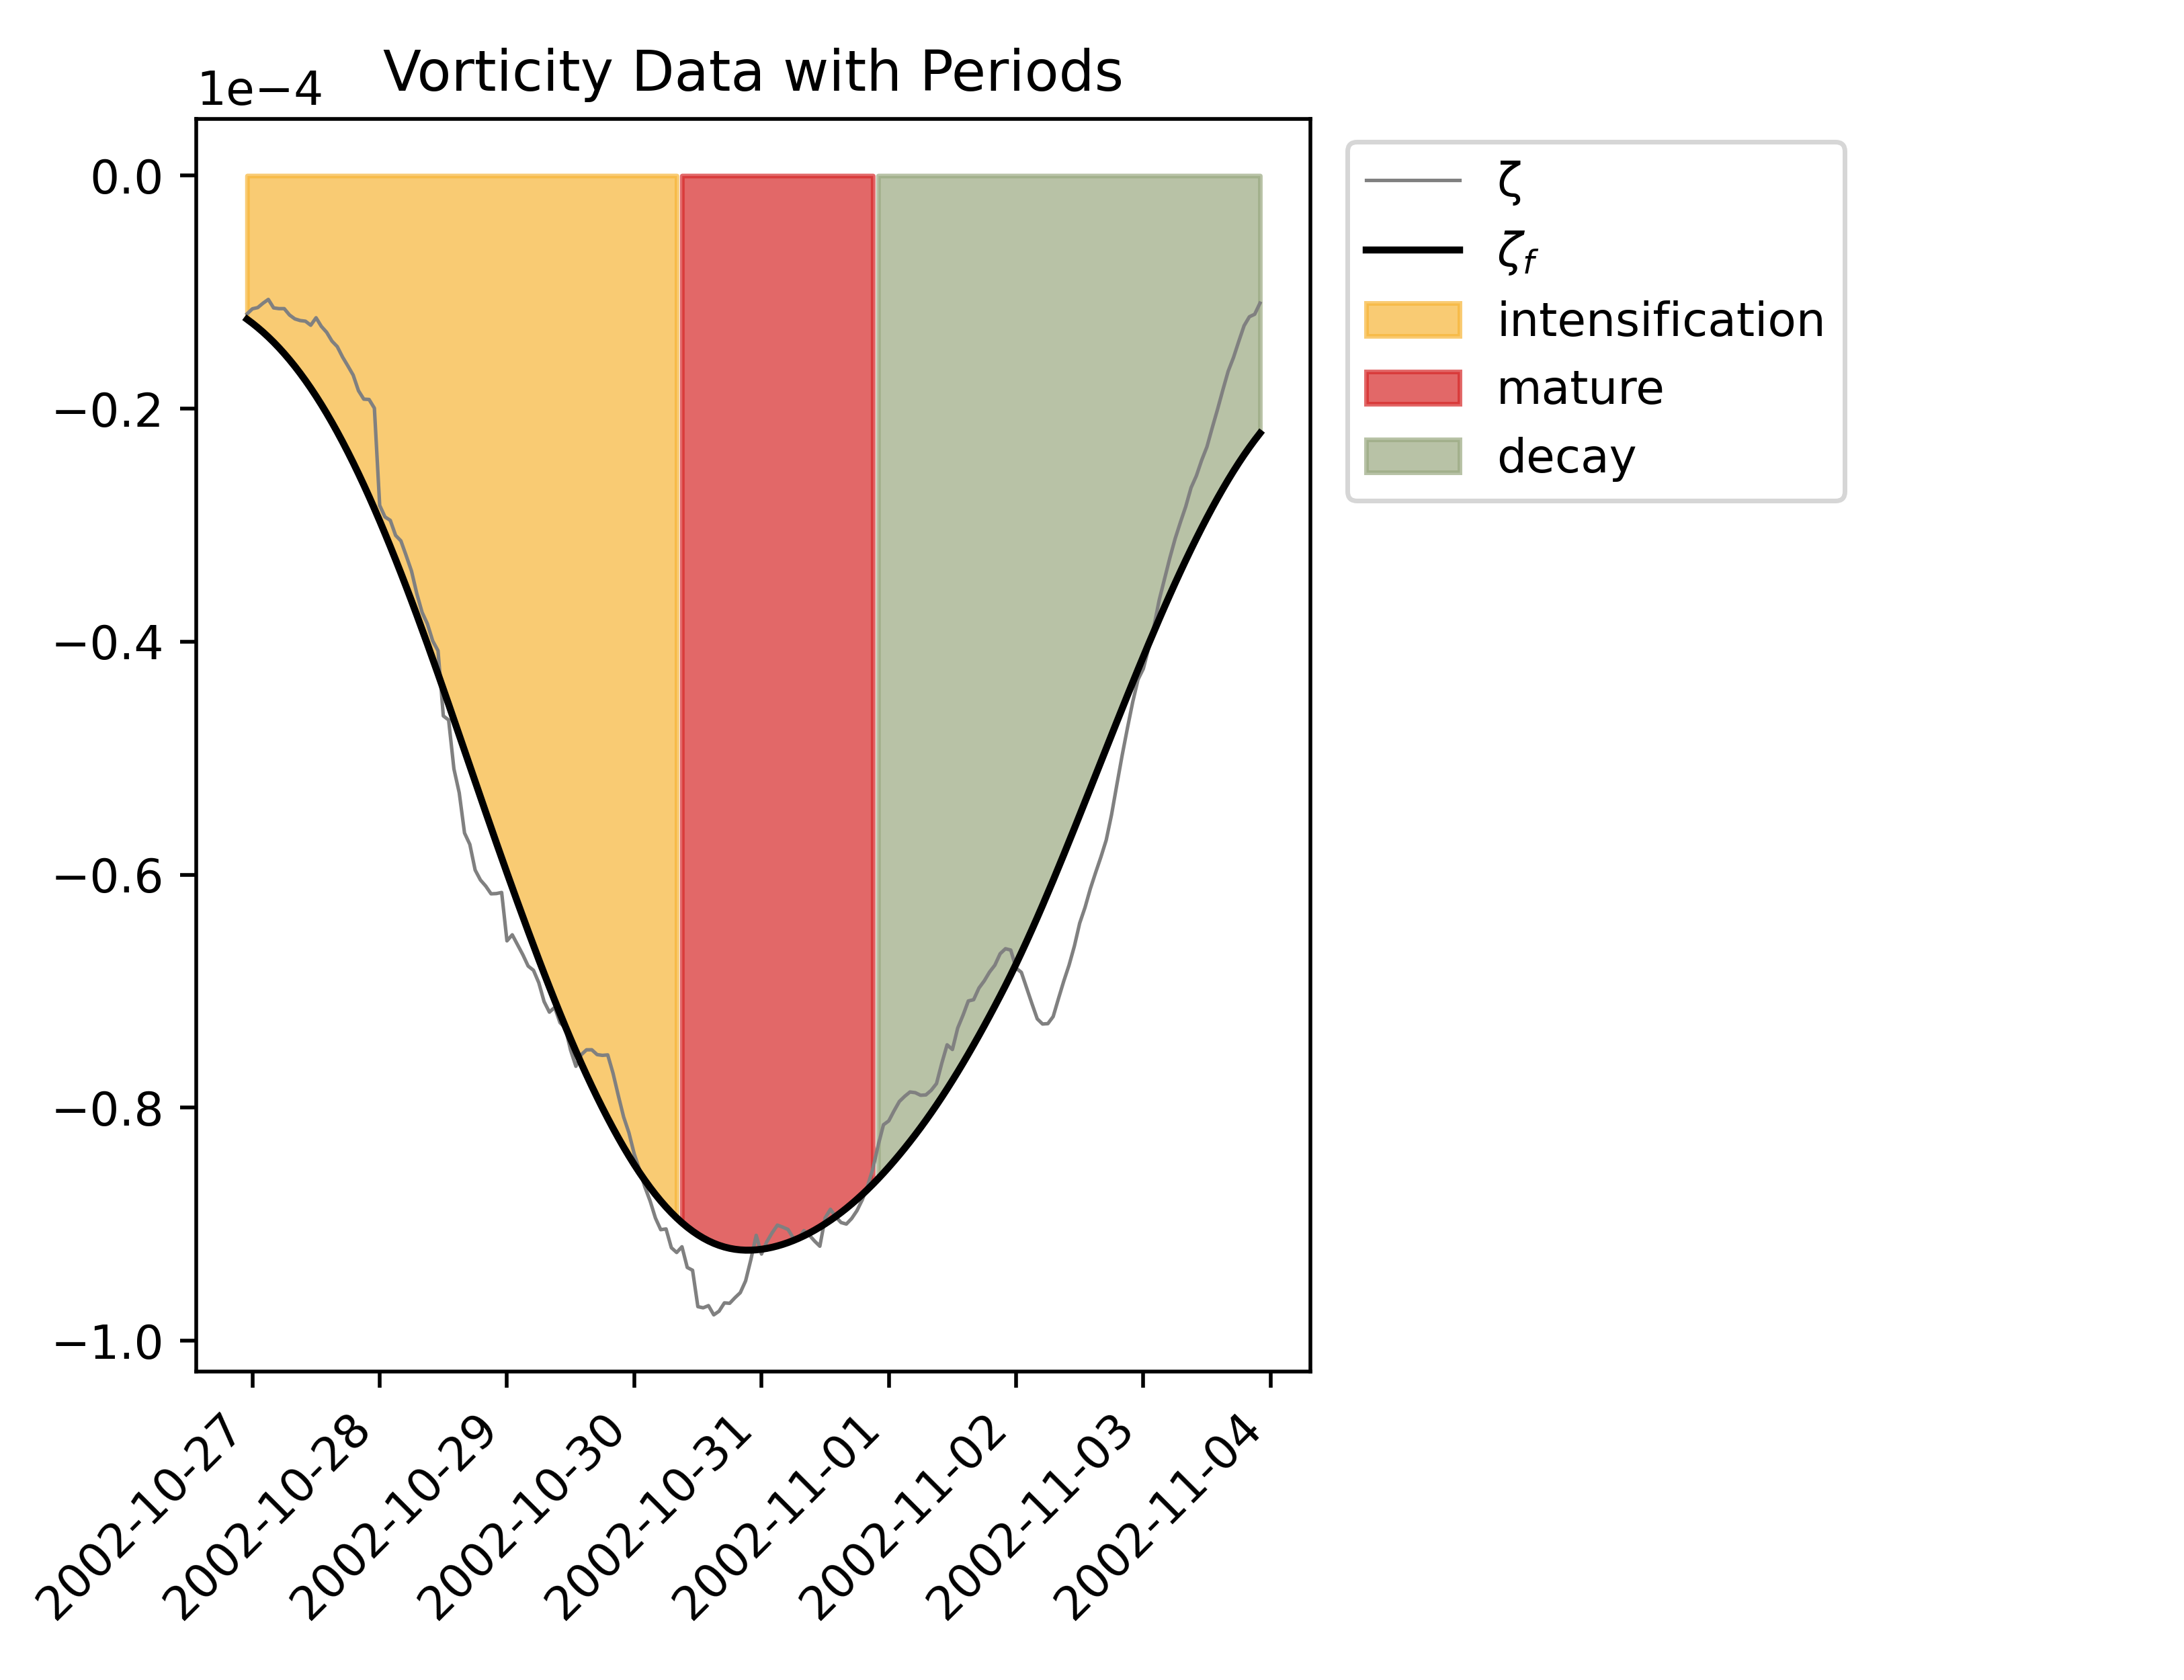 Vorticity Data with Periods
1e−4
0.0
−0.2
−0.4
−0.6
−0.8
−1.0
2002-10-27
2002-10-28
2002-10-29
2002-10-30
2002-10-31
2002-11-01
2002-11-02
2002-11-03
2002-11-04
ζ
ζf
intensification
mature
decay